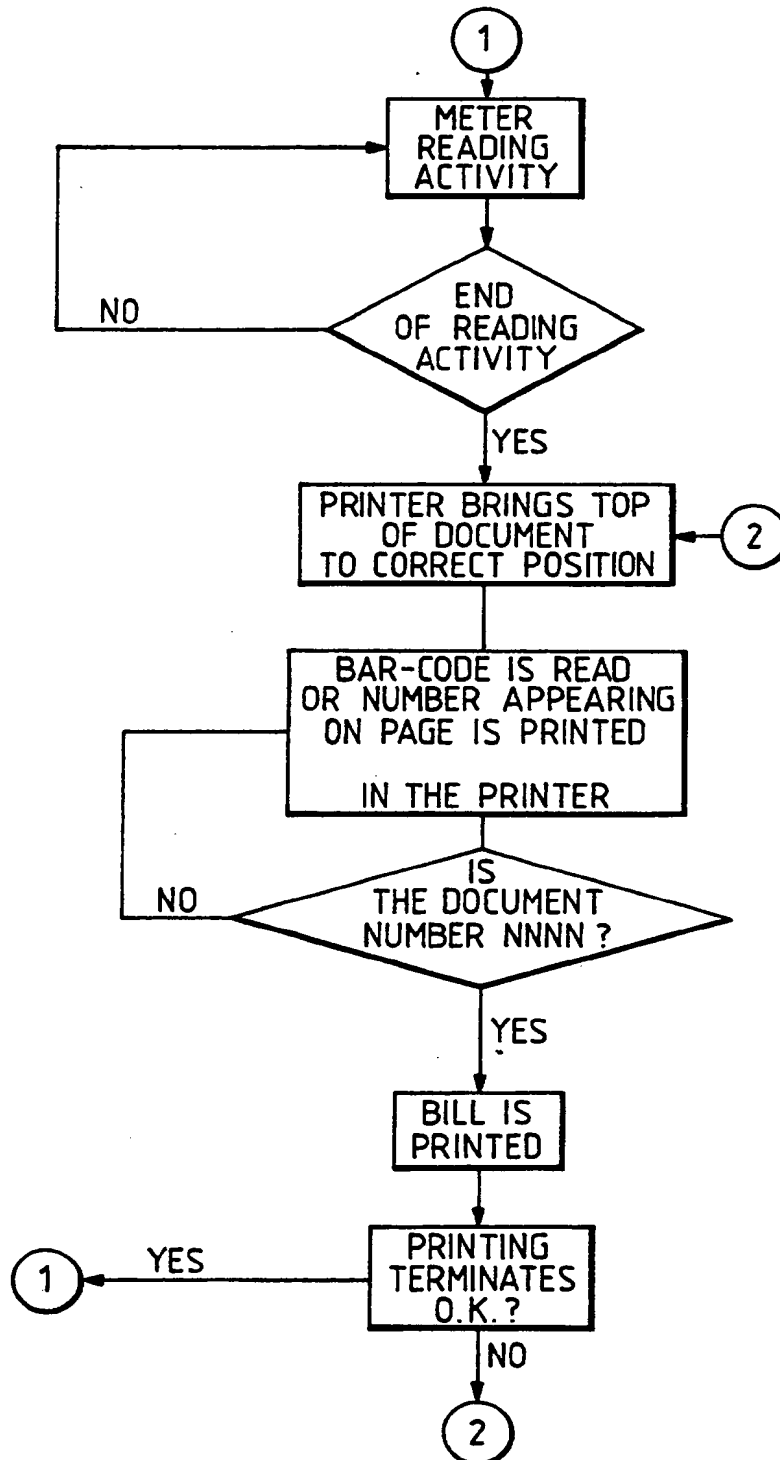 1
METER
READING
ACTIVITY
END
OF READING
ACTIVITY
NO
YES
PRINTER BRINGS TOP
OF DOCUMENT
TO CORRECT POSITION
2
BAR-CODE IS READ
OR NUMBER APPEARING
ON PAGE IS PRINTED
IN THE PRINTER
IS
THE DOCUMENT
NUMBER NNNN ?
NO
YES
BILL IS
PRINTED
PRINTING
TERMINATES
O.K. ?
YES
1
NO
2